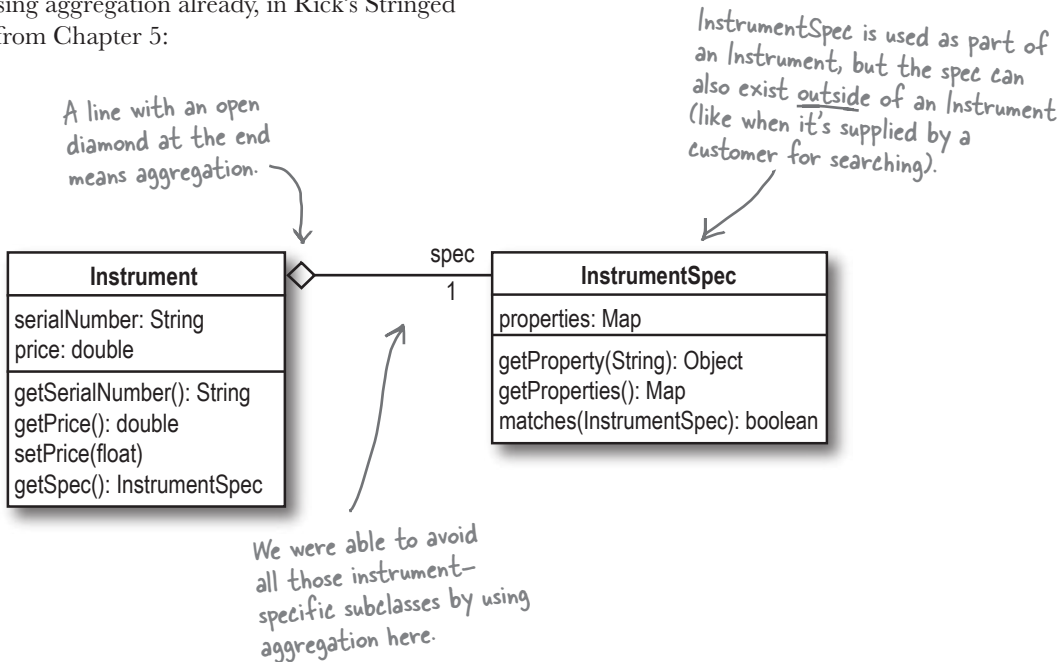 sing aggregation already, in Rick's Stringed
from Chapter 5:
InstrumentSpec is used as part of
an Instrument, but the spec can
also exist outside of an Instrument
(like when it's supplied by a
customer for searching).
A line with an open
diamond at the end
means aggregation.
Instrument
serialNumber: String
price: double
getSerialNumber(): String
getPrice(): double
setPrice(float)
getSpec(): InstrumentSpec
spec
1
InstrumentSpec
properties: Map
getProperty(String): Object
getProperties(): Map
matches(InstrumentSpec): boolean
We were able to avoid
all those instrument-
specific subclasses by using
aggregation here.